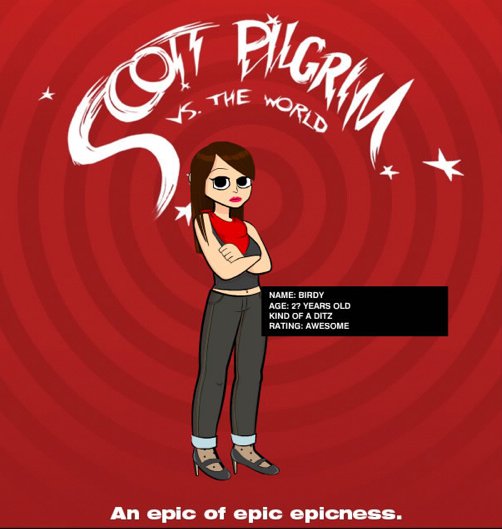 SCOTT PILGRIM
VS. THE WORLD
NAME: BIRDY
AGE: 2? YEARS OLD
KIND OF A DITZ
RATING: AWESOME
An epic of epic epicness.